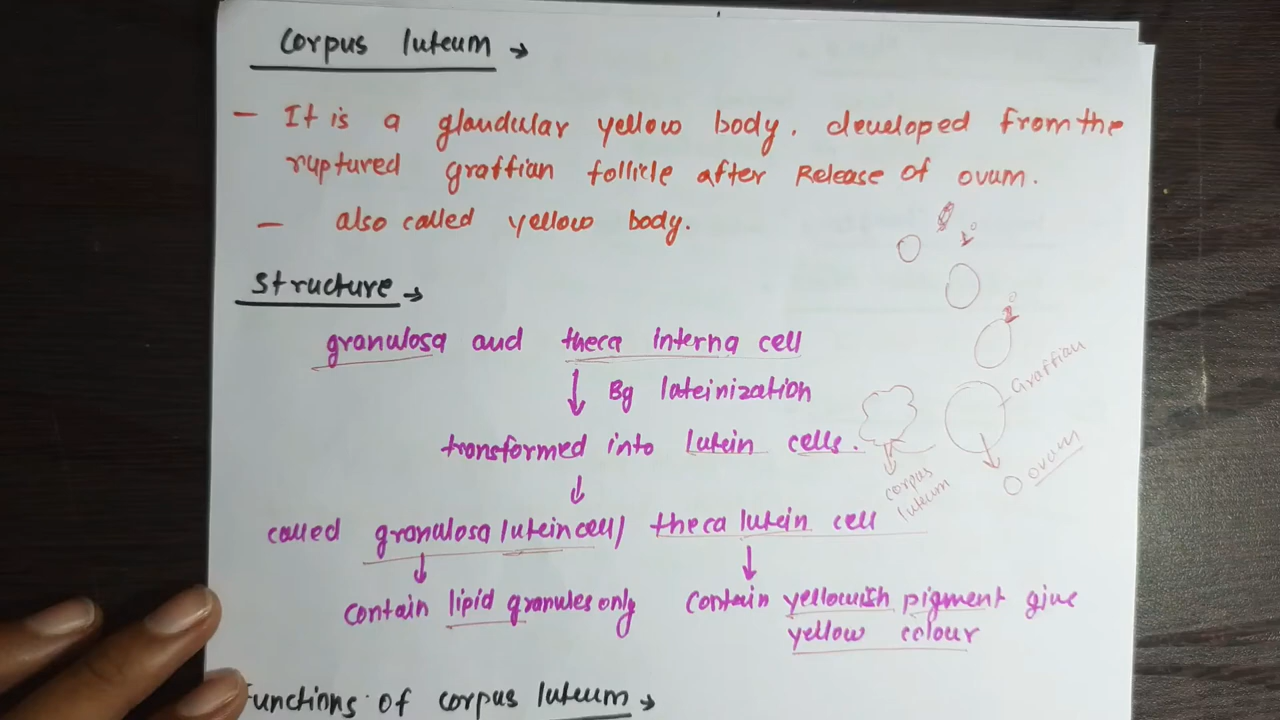 Corpus luteum →
- It is a glandular yellow body. developed from the
ruptured graffian follicle after Release of ovum.
- also called yellow body.
Structure →
granulosa and theca interna cell
↓ By lateinization
transformed into lutein cells.
↓
called granulosa lutein cell/ theca lutein cell
↓ ↓
contain lipid granules only contain yellowish pigment give
yellow colour
Graffian
O ovum
corpus
luteum
Functions of corpus luteum →